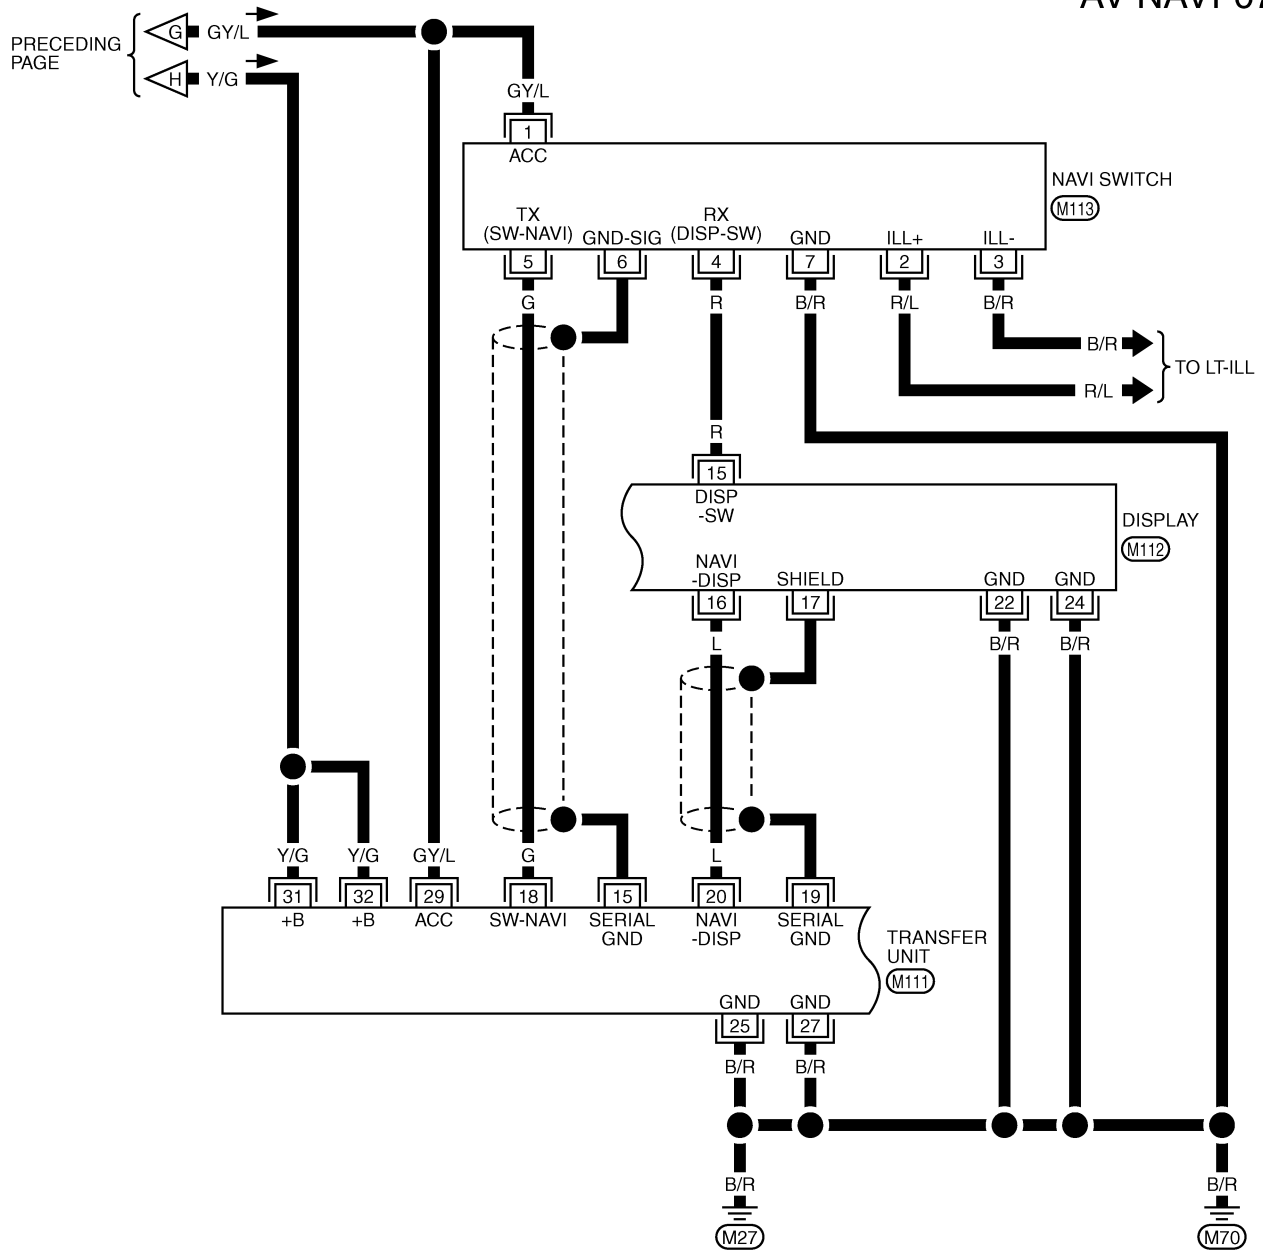 AV-NAVI-07
PRECEDING
PAGE
G GY/L
H Y/G
GY/L
1
ACC
NAVI SWITCH
M113
TX
(SW-NAVI)
GND-SIG
RX
(DISP-SW)
GND
ILL+
ILL-
5 6 4 7 2 3
G R B/R R/L B/R
B/R
R/L
TO LT-ILL
R
15
DISP
-SW
DISPLAY
M112
NAVI
-DISP
SHIELD
GND
GND
16 17 22 24
L B/R B/R
Y/G Y/G GY/L G L
31 32 29 18 15 20 19
+B
+B
ACC
SW-NAVI
SERIAL
GND
NAVI
-DISP
SERIAL
GND
TRANSFER
UNIT
M111
GND
GND
25 27
B/R B/R
B/R B/R
M27 M70